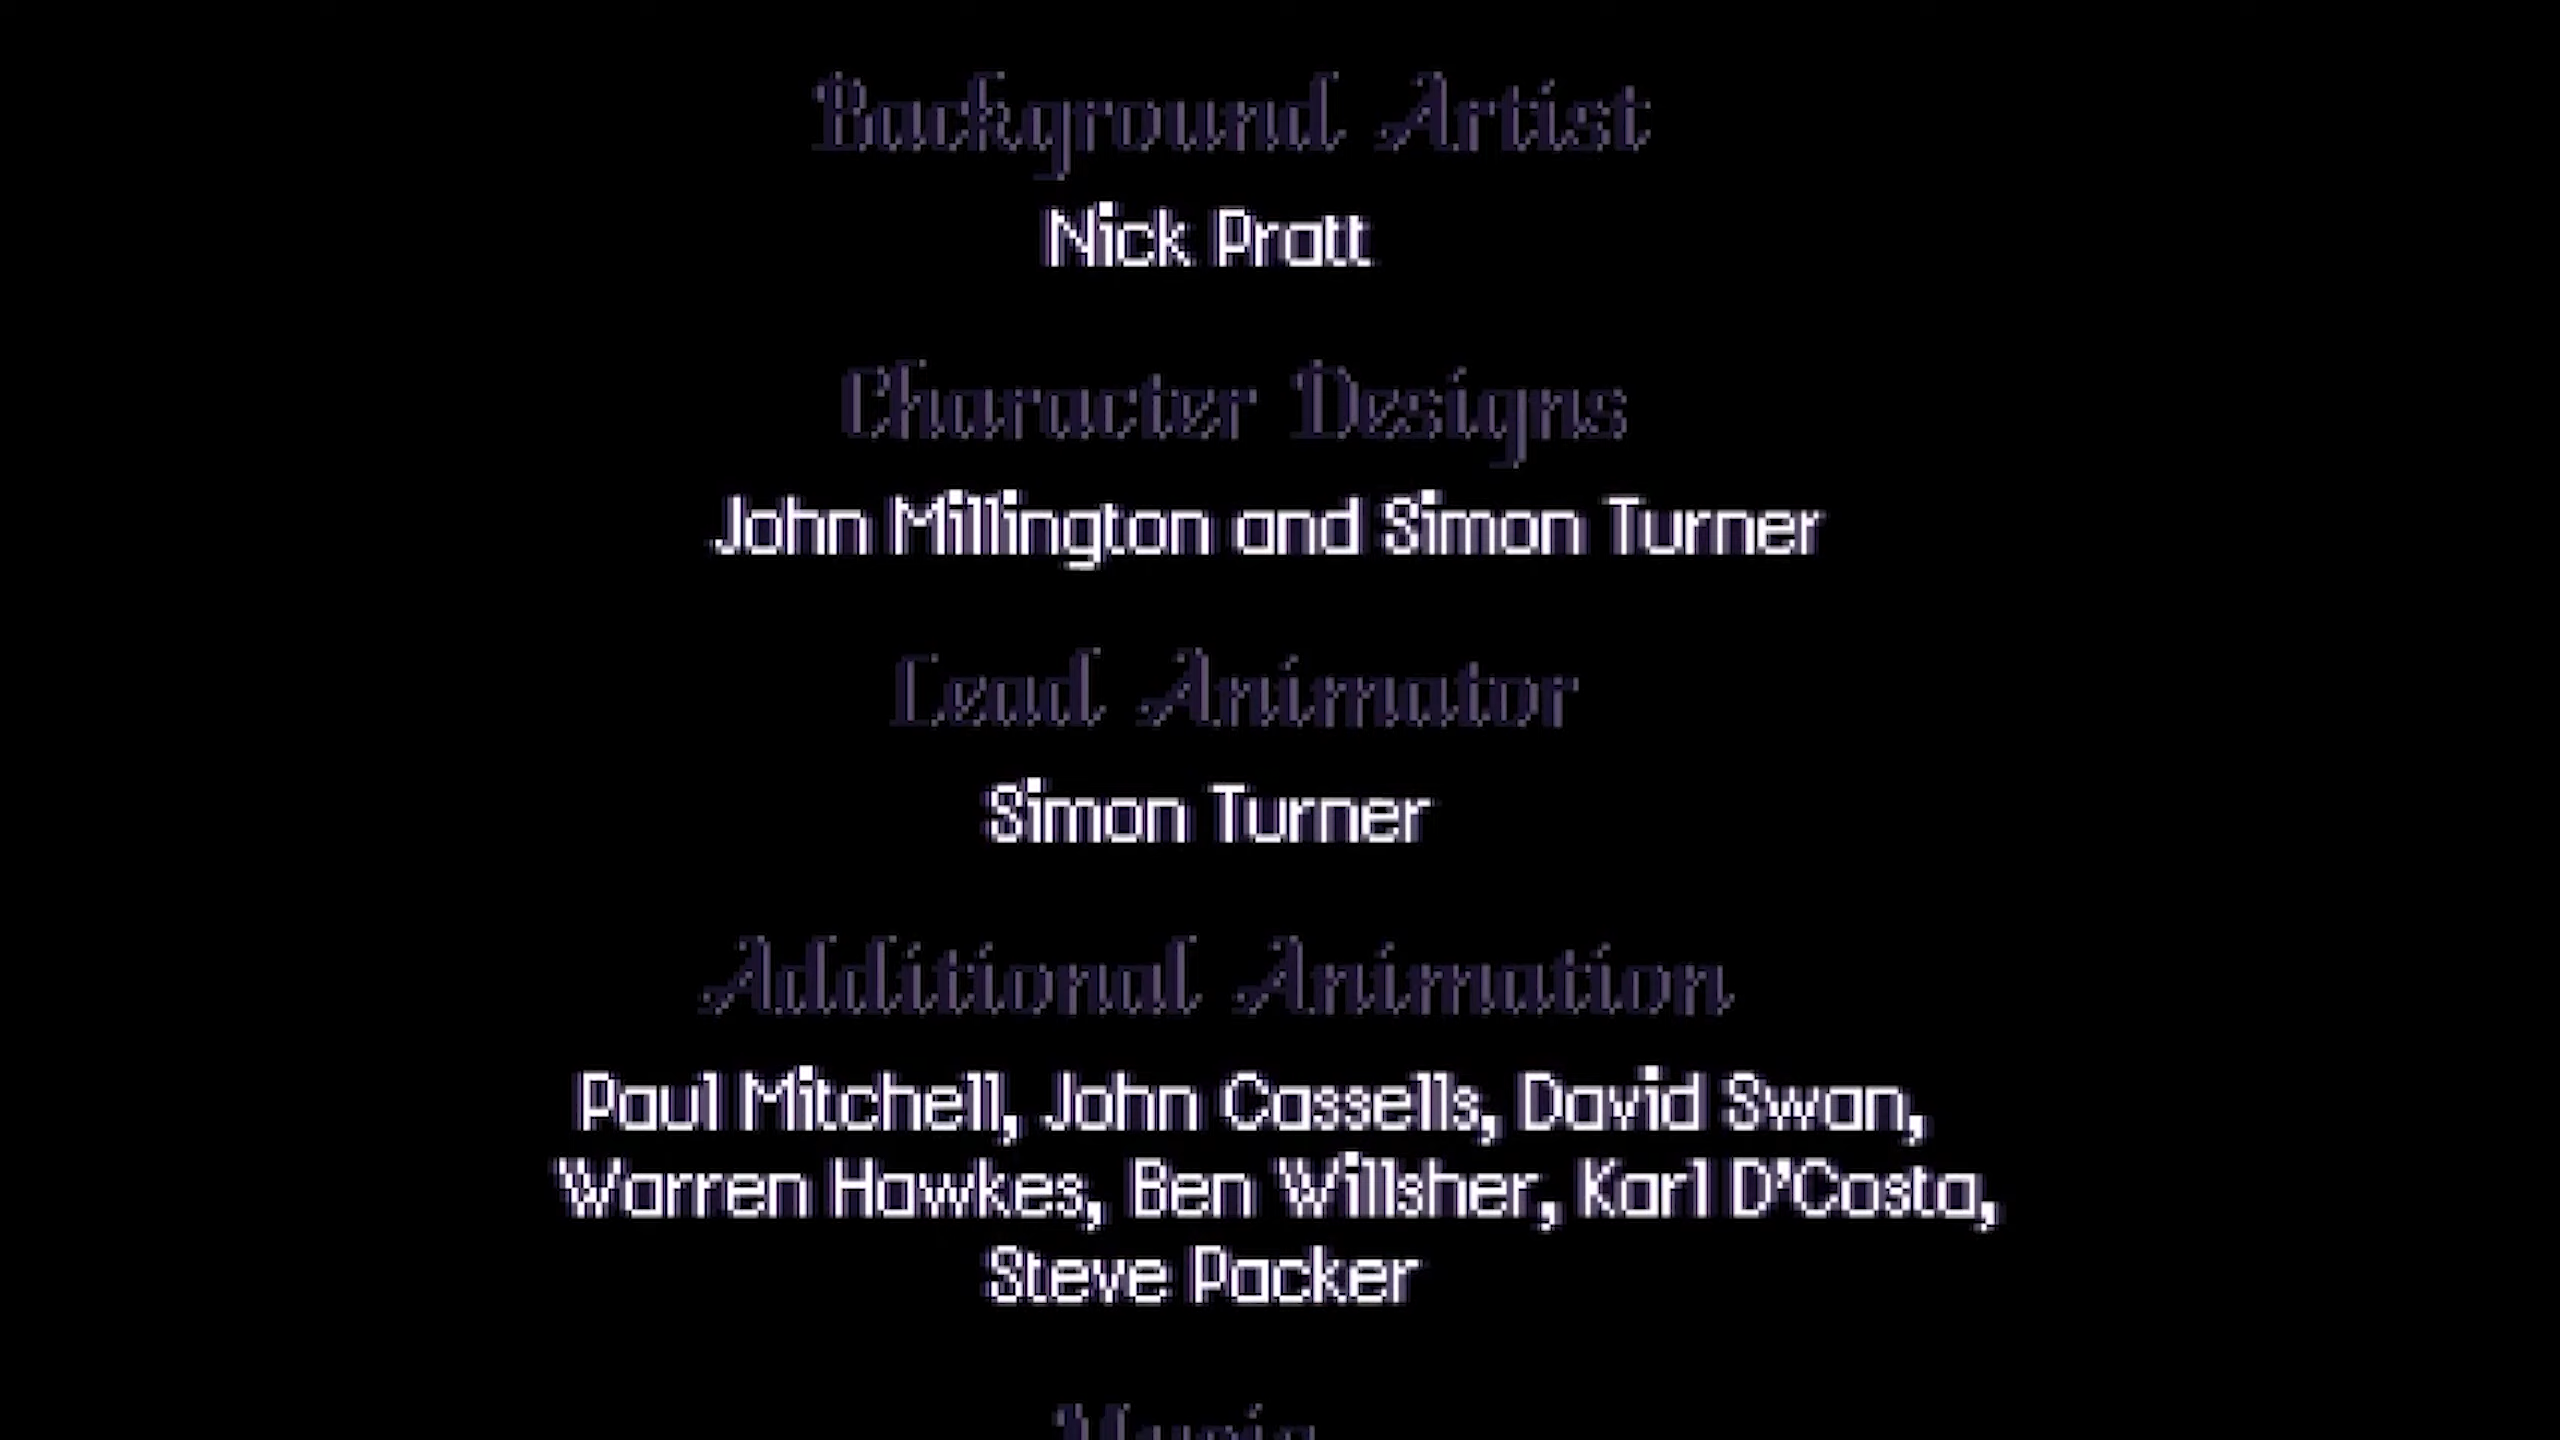 Background Artist
Nick Pratt
Character Designs
John Millington and Simon Turner
Lead Animator
Simon Turner
Additional Animation
Paul Mitchell, John Cassells, David Swan,
Warren Hawkes, Ben Willsher, Karl D'Costa,
Steve Packer
Music